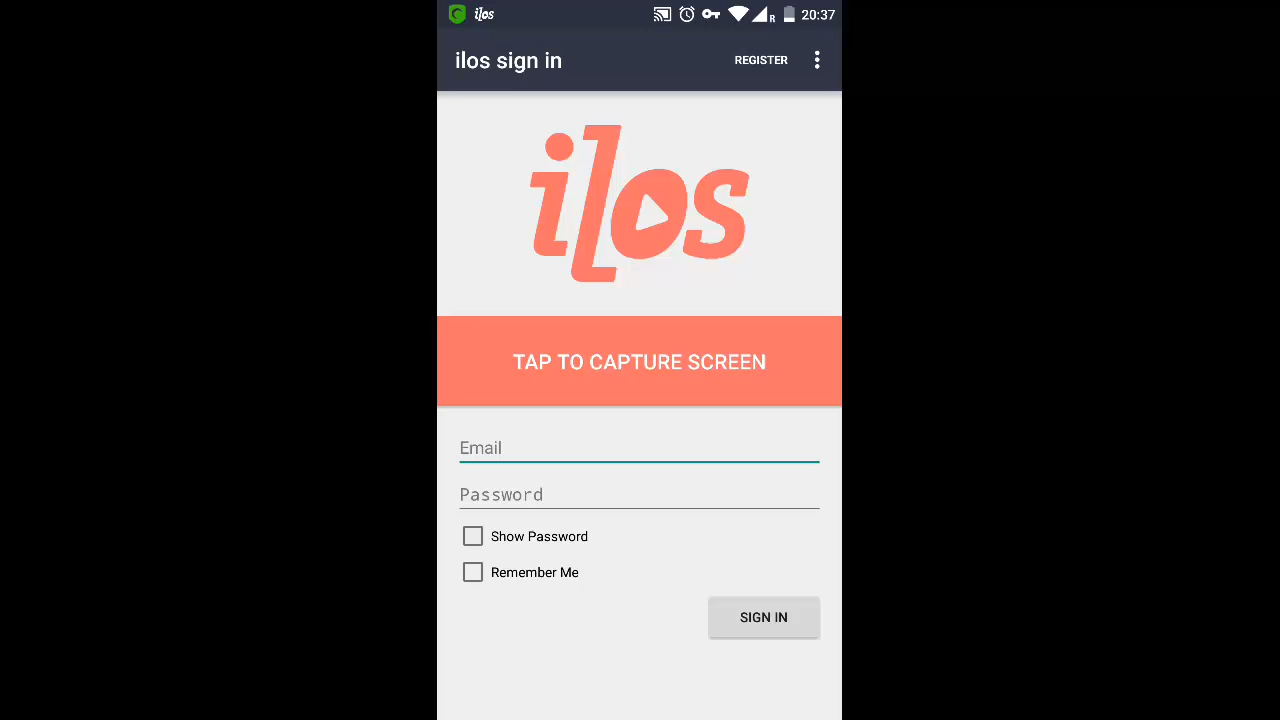 ilos 20:37
ilos sign in REGISTER
ilos
TAP TO CAPTURE SCREEN
Email
Password
Show Password
Remember Me
SIGN IN